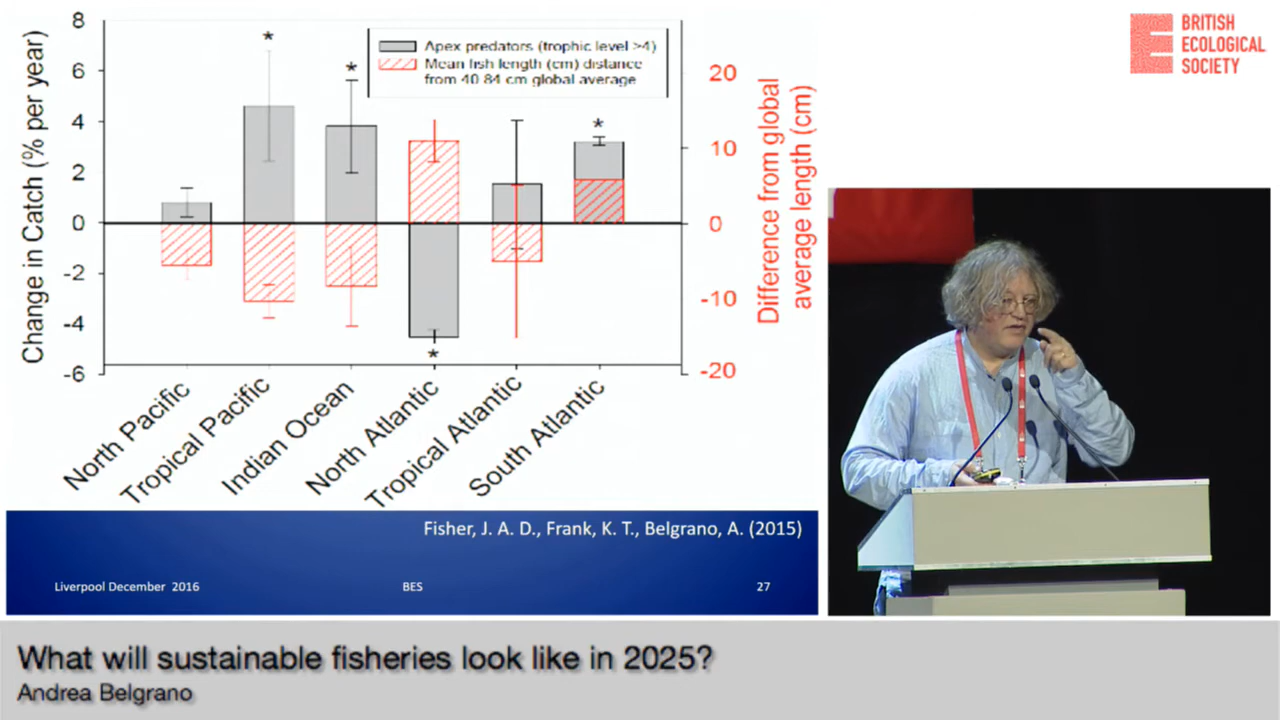 Change in Catch (% per year)
8
6
4
2
0
-2
-4
-6
*
*
*
*
Apex predators (trophic level >4)
Mean fish length (cm) distance
from 40 84 cm global average
20
10
0
-10
-20
Difference from global
average length (cm)
North Pacific
Tropical Pacific
Indian Ocean
North Atlantic
Tropical Atlantic
South Atlantic
Fisher, J. A. D., Frank, K. T., Belgrano, A. (2015)
Liverpool December 2016
BES
27
BRITISH
ECOLOGICAL
SOCIETY
What will sustainable fisheries look like in 2025?
Andrea Belgrano